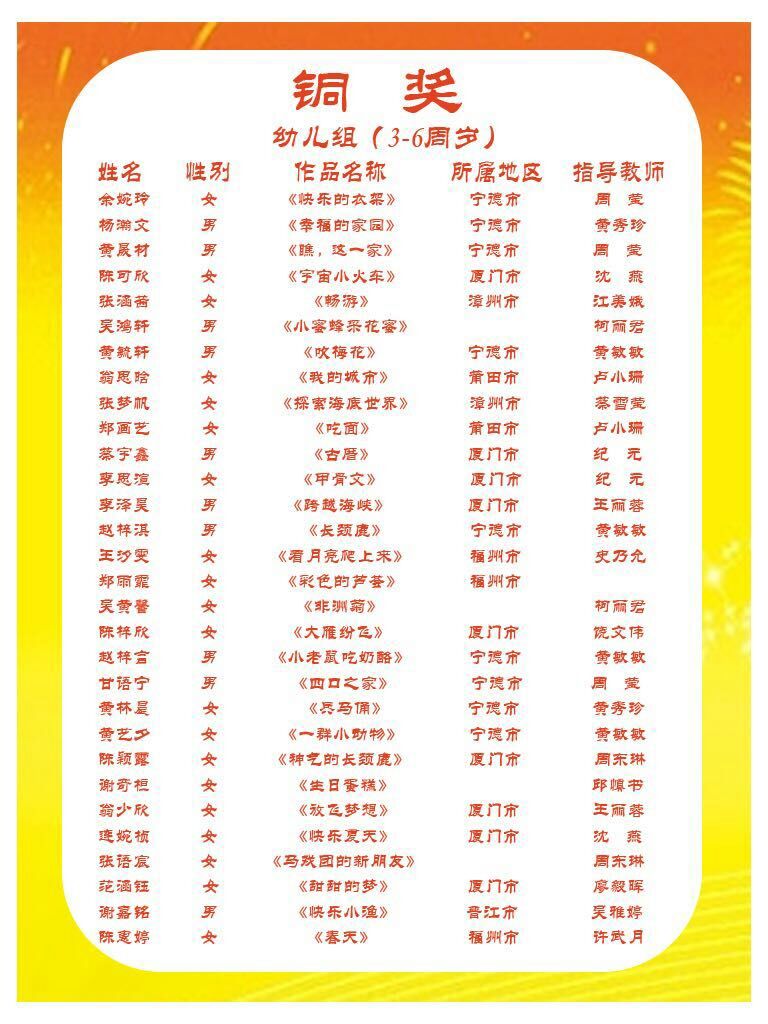 铜 奖
幼儿组（3-6周岁）
姓名 性别 作品名称 所属地区 指导教师
余婉玲 女 《快乐的衣架》 宁德市 周 莹
杨瀚文 男 《幸福的家园》 宁德市 黄秀珍
黄晟材 男 《瞧，这一家》 宁德市 周 莹
陈可欣 女 《宇宙小火车》 厦门市 沈 燕
张涵茜 女 《畅游》 漳州市 江美娥
吴鸿轩 男 《小蜜蜂采花蜜》 柯丽君
黄毓轩 男 《吹梅花》 宁德市 黄敏敏
翁思晗 女 《我的城市》 莆田市 卢小珊
张梦帆 女 《探索海底世界》 漳州市 蔡雪莹
郑画艺 女 《吃面》 莆田市 卢小珊
蔡宇鑫 男 《古厝》 厦门市 纪 元
李思渲 女 《甲骨文》 厦门市 纪 元
李泽昊 男 《跨越海峡》 厦门市 王丽蓉
赵梓淇 男 《长颈鹿》 宁德市 黄敏敏
王汐雯 女 《看月亮爬上来》 福州市 史乃允
郑雨霏 女 《彩色的芦荟》 福州市
吴黄馨 女 《非洲菊》 柯丽君
陈梓欣 女 《大雁纷飞》 厦门市 饶文伟
赵梓言 男 《小老鼠吃奶酪》 宁德市 黄敏敏
甘语宁 男 《四口之家》 宁德市 周 莹
黄林晨 女 《兵马俑》 宁德市 黄秀珍
黄艺夕 女 《一群小动物》 宁德市 黄敏敏
陈颖露 女 《神气的长颈鹿》 厦门市 周东琳
谢奇桓 女 《生日蛋糕》 邱愫书
翁少欣 女 《放飞梦想》 厦门市 王丽蓉
连婉桢 女 《快乐夏天》 厦门市 沈 燕
张语宸 女 《马戏团的新朋友》 周东琳
范涵钰 女 《甜甜的梦》 厦门市 廖毅晖
谢嘉铭 男 《快乐小渔》 晋江市 吴雅婷
陈惠婷 女 《春天》 福州市 许武月